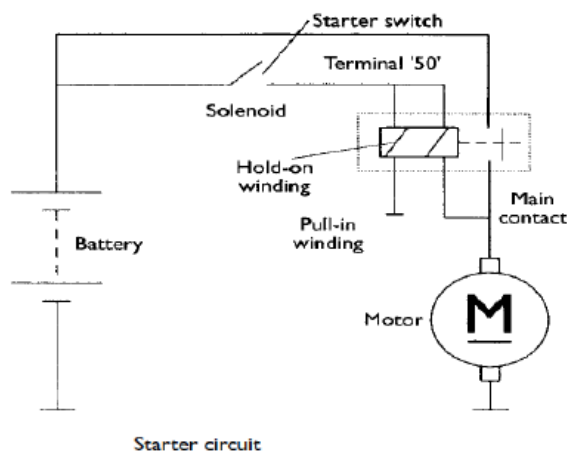 Starter switch
Terminal '50'
Solenoid
Hold-on
winding
Pull-in
winding
Main
contact
Battery
Motor
M
Starter circuit